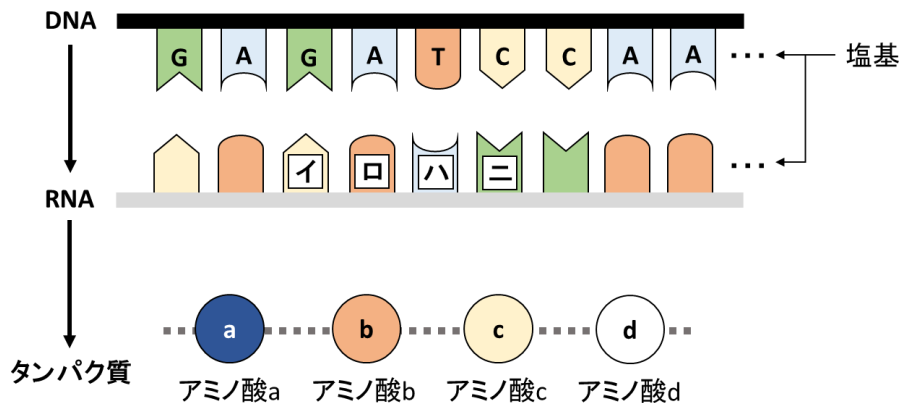 DNA
G A G A T C C A A … 塩基
イ ロ ハ ニ …
RNA
a b c d
タンパク質
アミノ酸a アミノ酸b アミノ酸c アミノ酸d